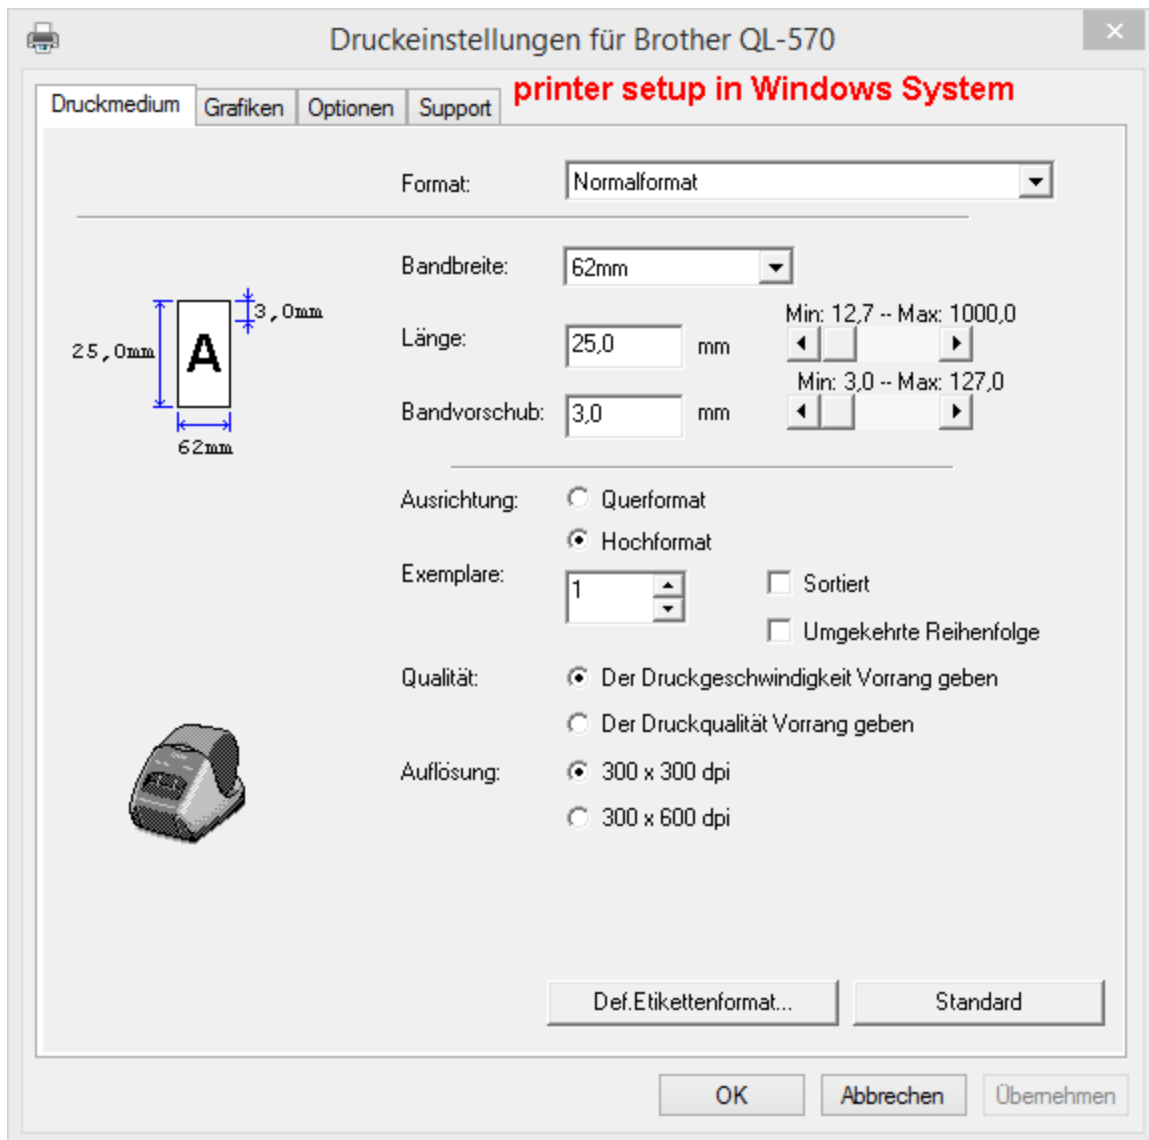 Druckeinstellungen für Brother QL-570
printer setup in Windows System
Druckmedium Grafiken Optionen Support
Format: Normalformat
Bandbreite: 62mm
3,0mm
25,0mm
A
62mm
Min: 12,7 -- Max: 1000,0
Länge: 25,0 mm
Min: 3,0 -- Max: 127,0
Bandvorschub: 3,0 mm
Ausrichtung: Querformat
Hochformat
Exemplare: 1 Sortiert
Umgekehrte Reihenfolge
Qualität: Der Druckgeschwindigkeit Vorrang geben
Der Druckqualität Vorrang geben
Auflösung: 300 x 300 dpi
300 x 600 dpi
Def.Etikettenformat... Standard
OK Abbrechen Übernehmen